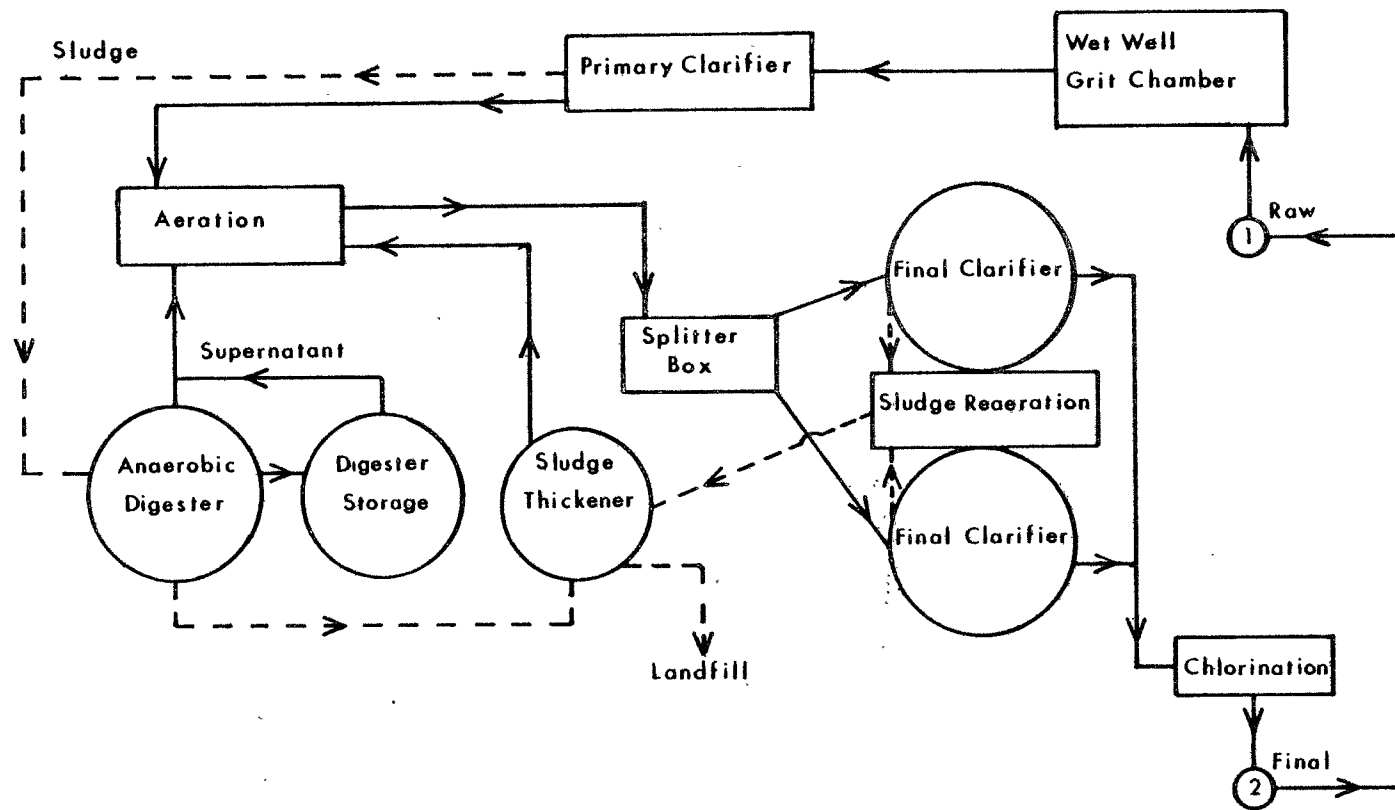 Sludge
Primary Clarifier
Wet Well
Grit Chamber
Raw
1
Aeration
Final Clarifier
Splitter
Box
Supernatant
Sludge Reaeration
Anaerobic
Digester
Digester
Storage
Sludge
Thickener
Final Clarifier
Landfill
Chlorination
Final
2